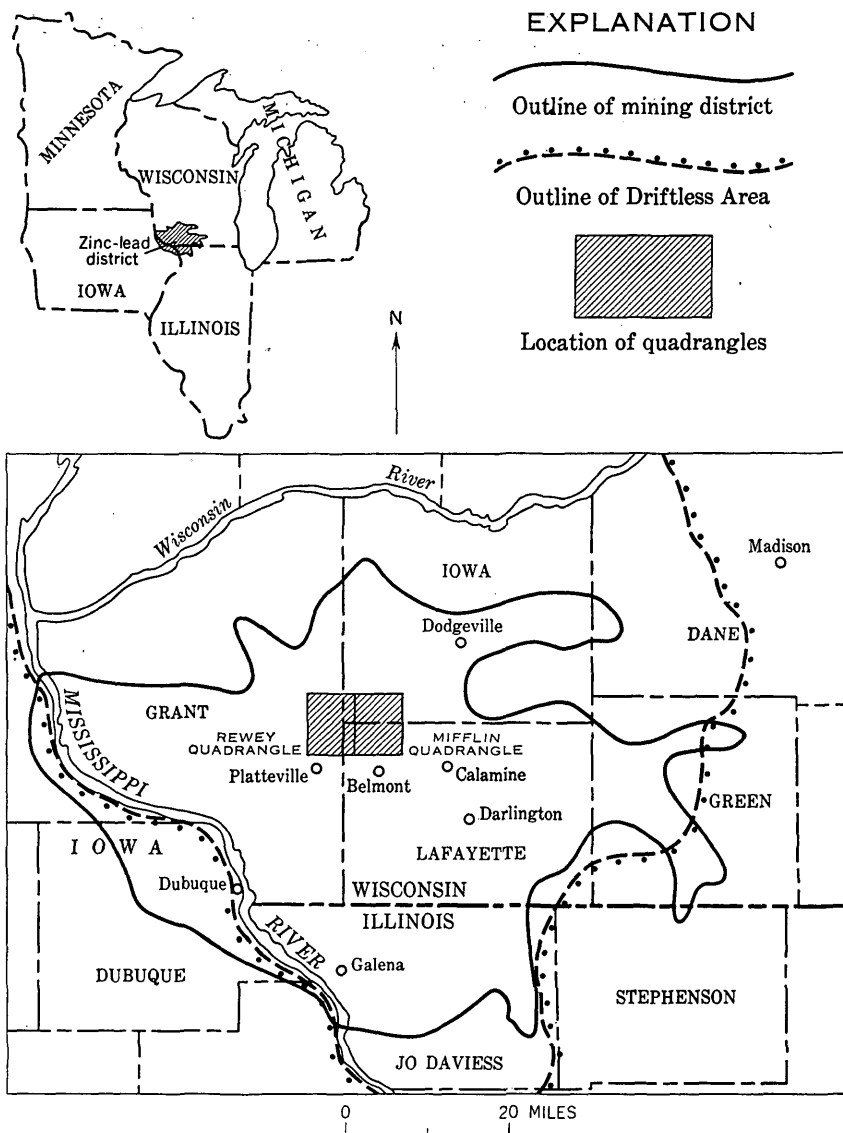 EXPLANATION
Outline of mining district
Outline of Driftless Area
Location of quadrangles
MINNESOTA
WISCONSIN
MICHIGAN
Zinc-lead
district
IOWA
ILLINOIS
N
Wisconsin River
Madison
IOWA
Dodgeville
DANE
GRANT
MISSISSIPPI
REWEY
QUADRANGLE
MIFFLIN
QUADRANGLE
Platteville
Belmont
Calamine
GREEN
Darlington
IOWA
LAFAYETTE
Dubuque
WISCONSIN
ILLINOIS
RIVER
Galena
DUBUQUE
STEPHENSON
JO DAVIESS
0 20 MILES